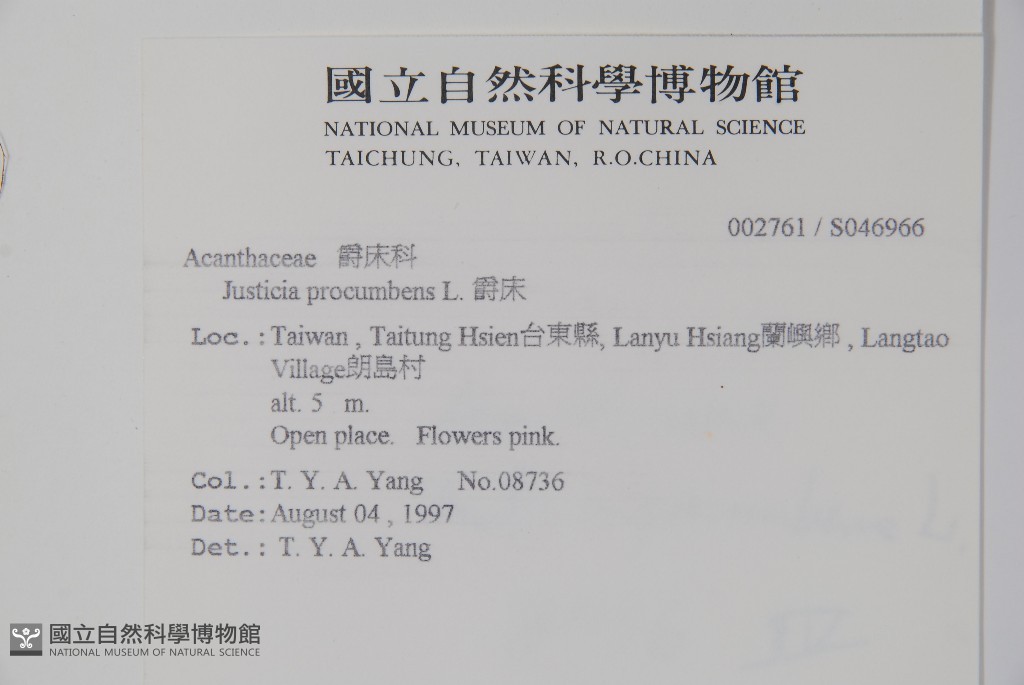 國立自然科學博物館
NATIONAL MUSEUM OF NATURAL SCIENCE
TAICHUNG, TAIWAN, R.O.CHINA
002761 / S046966
Acanthaceae 爵床科
Justicia procumbens L. 爵床
Loc.: Taiwan , Taitung Hsien台東縣, Lanyu Hsiang蘭嶼鄉 , Langtao
Village朗島村
alt. 5 m.
Open place. Flowers pink.
Col.: T. Y. A. Yang No.08736
Date: August 04 , 1997
Det.: T. Y. A. Yang
國立自然科學博物館
NATIONAL MUSEUM OF NATURAL SCIENCE